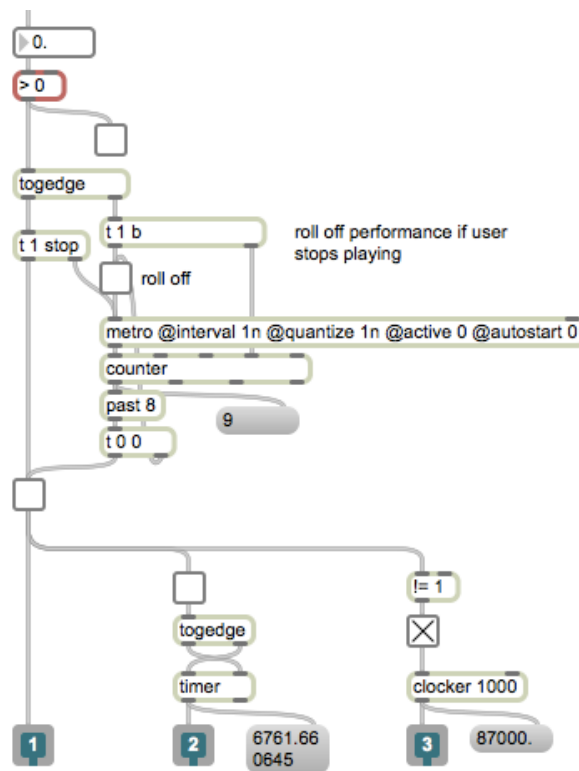 0.
> 0
togedge
t 1 b
t 1 stop
roll off performance if user
stops playing
roll off
metro @interval 1n @quantize 1n @active 0 @autostart 0
counter
past 8
9
t 0 0
!= 1
togedge
timer
clocker 1000
1
2
6761.66
0645
3
87000.